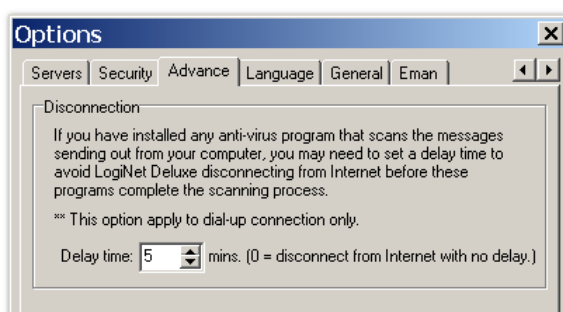 Options
Servers Security Advance Language General Eman
Disconnection
If you have installed any anti-virus program that scans the messages
sending out from your computer, you may need to set a delay time to
avoid LogiNet Deluxe disconnecting from Internet before these
programs complete the scanning process.
** This option apply to dial-up connection only.
Delay time: 5 mins. (0 = disconnect from Internet with no delay.)